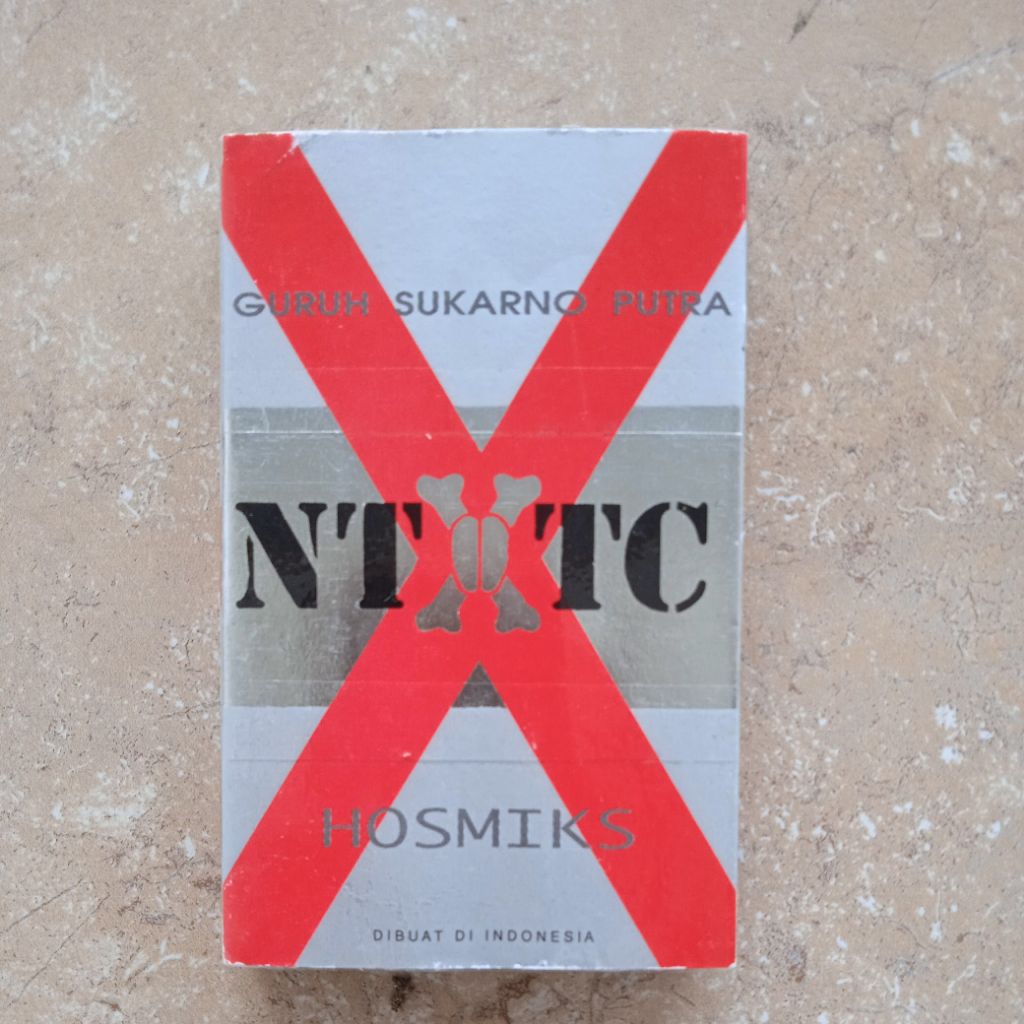 GURUH SUKARNO PUTRA
NTXTC
HOSMIKS
DIBUAT DI INDONESIA